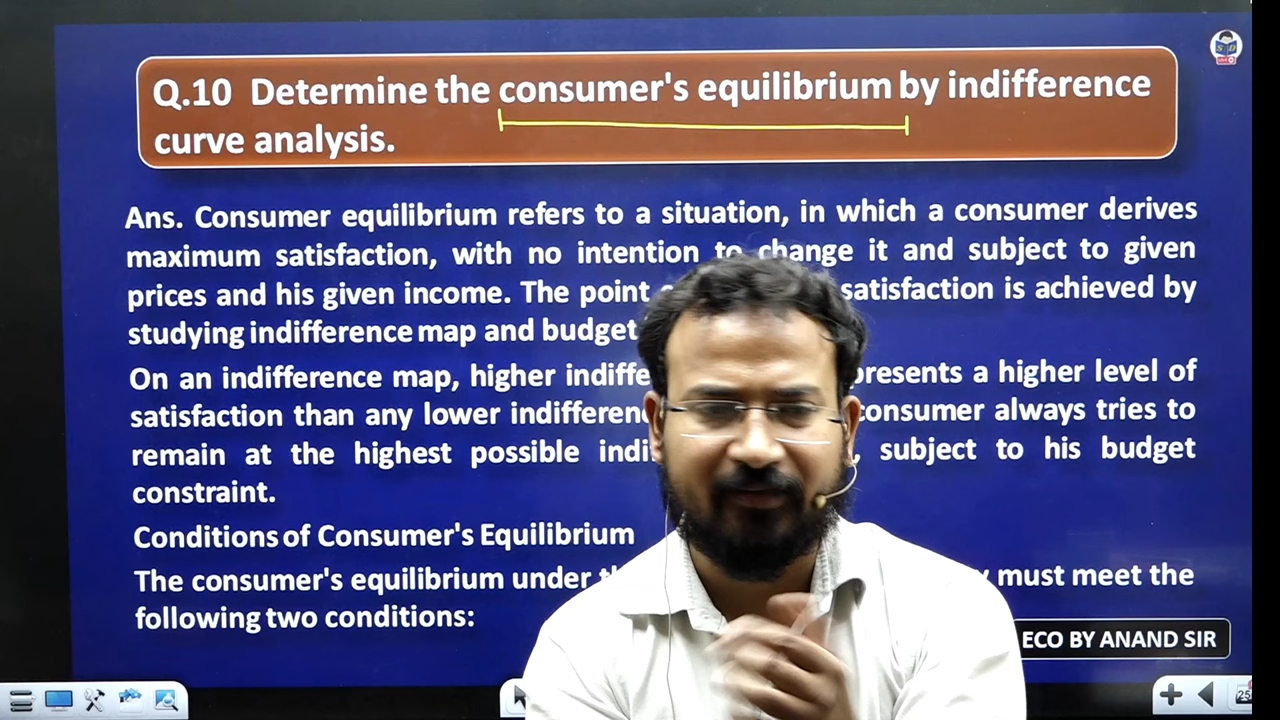 Q.10 Determine the consumer's equilibrium by indifference
curve analysis.
Ans. Consumer equilibrium refers to a situation, in which a consumer derives
maximum satisfaction, with no intention to change it and subject to given
prices and his given income. The point satisfaction is achieved by
studying indifference map and budget
On an indifference map, higher a higher level of
satisfaction than any lower consumer always tries to
remain at the highest possible , subject to his budget
constraint.
Conditions of Consumer's Equilibrium
The consumer's equilibrium under must meet the
following two conditions:
ECO BY ANAND SIR